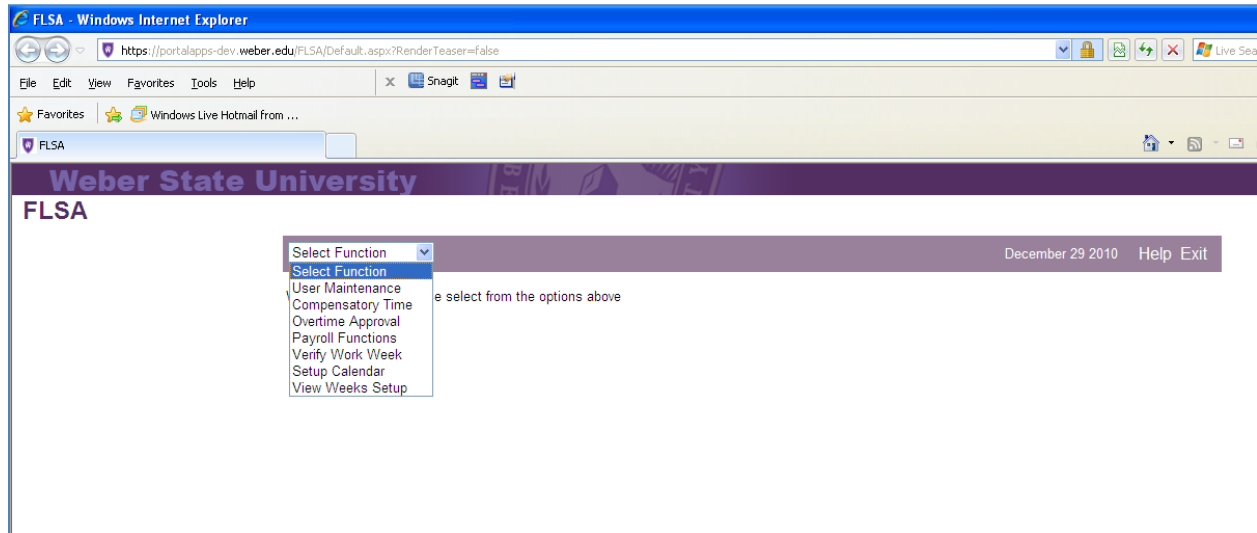 FLSA - Windows Internet Explorer
https://portalapps-dev.weber.edu/FLSA/Default.aspx?RenderTeaser=false
Live Sea
File Edit View Favorites Tools Help
x Snagit
Favorites Windows Live Hotmail from ...
FLSA
Weber State University
FLSA
Select Function
December 29 2010 Help Exit
Select Function
User Maintenance
e select from the options above
Compensatory Time
Overtime Approval
Payroll Functions
Verify Work Week
Setup Calendar
View Weeks Setup